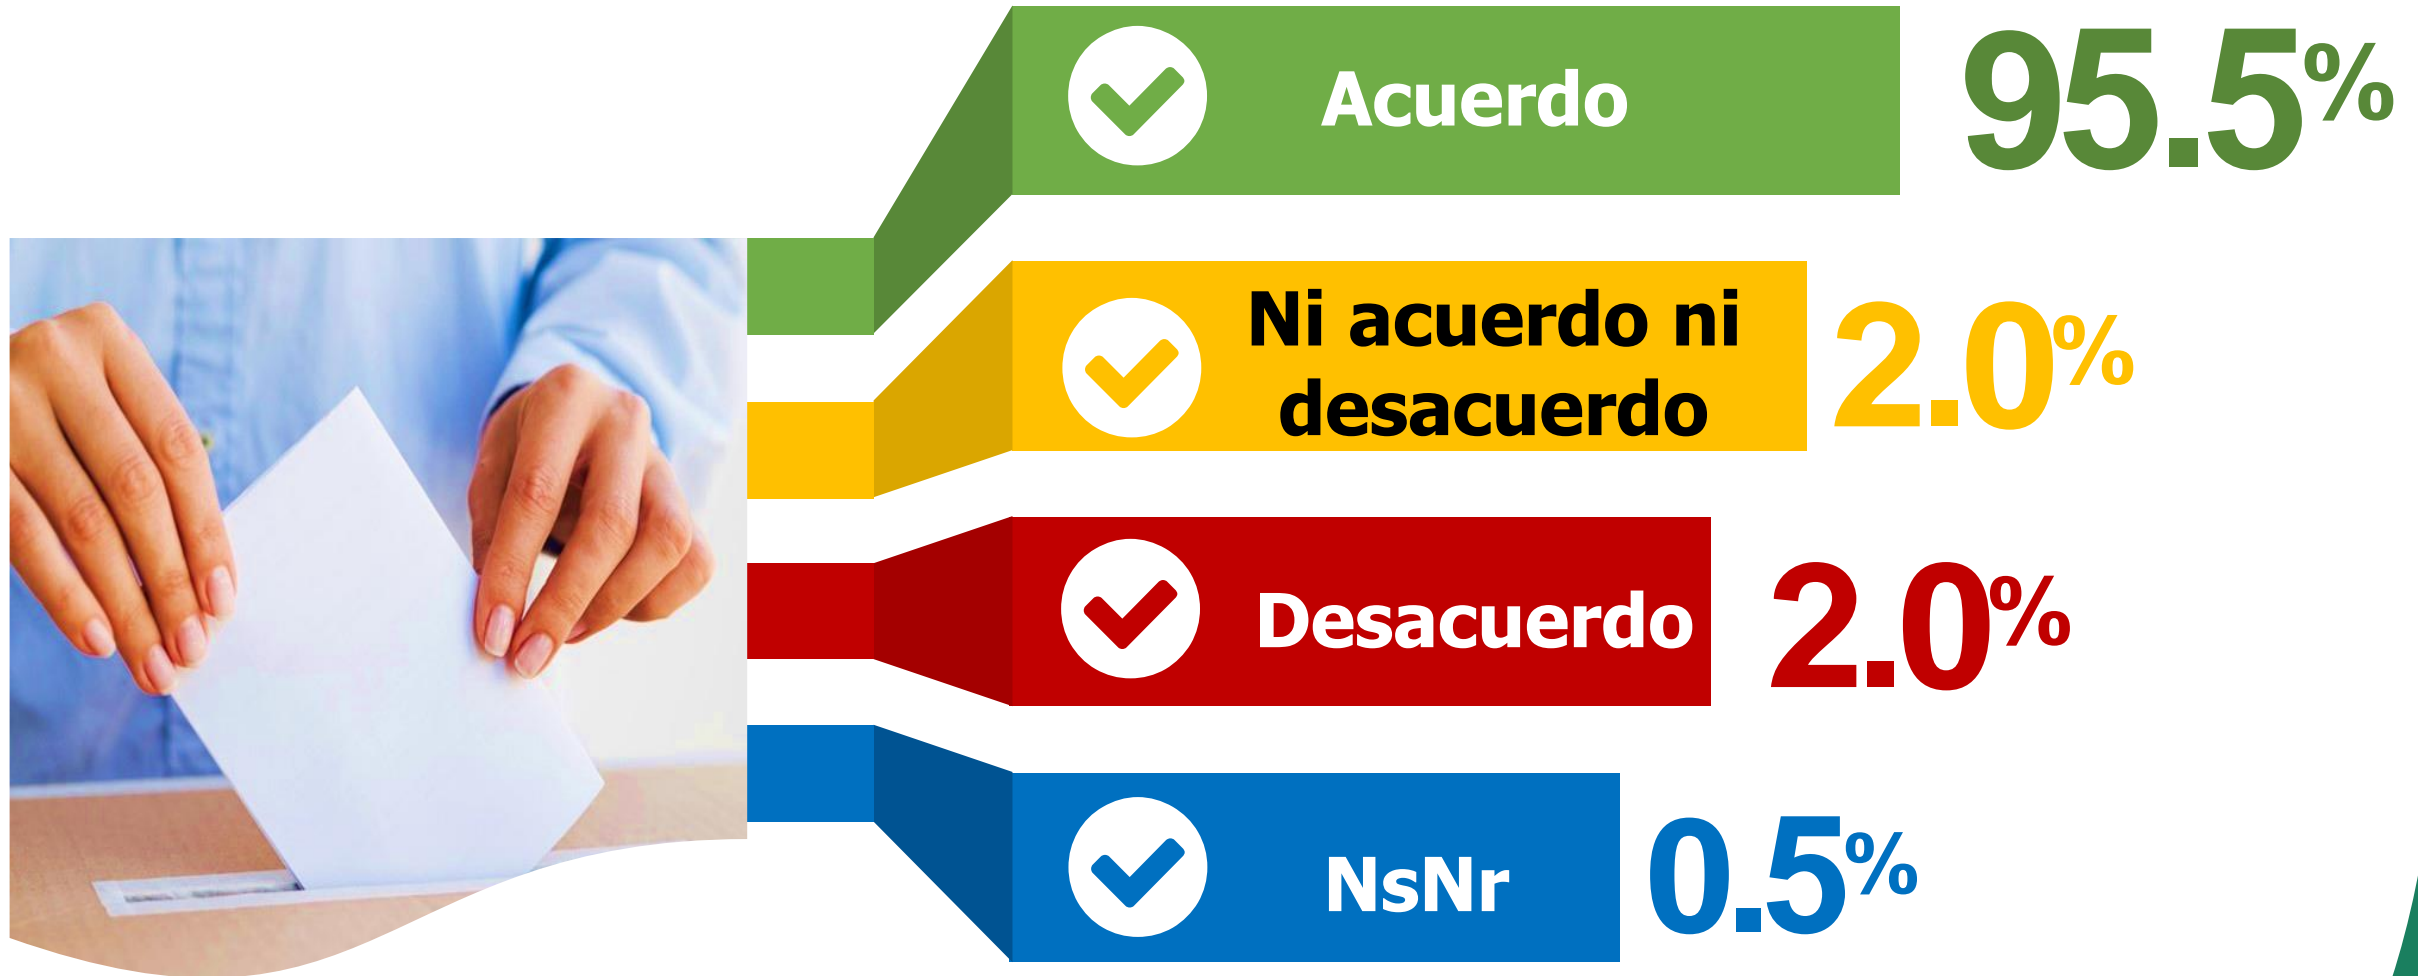 Acuerdo 95.5%
Ni acuerdo ni
desacuerdo 2.0%
Desacuerdo 2.0%
NsNr 0.5%